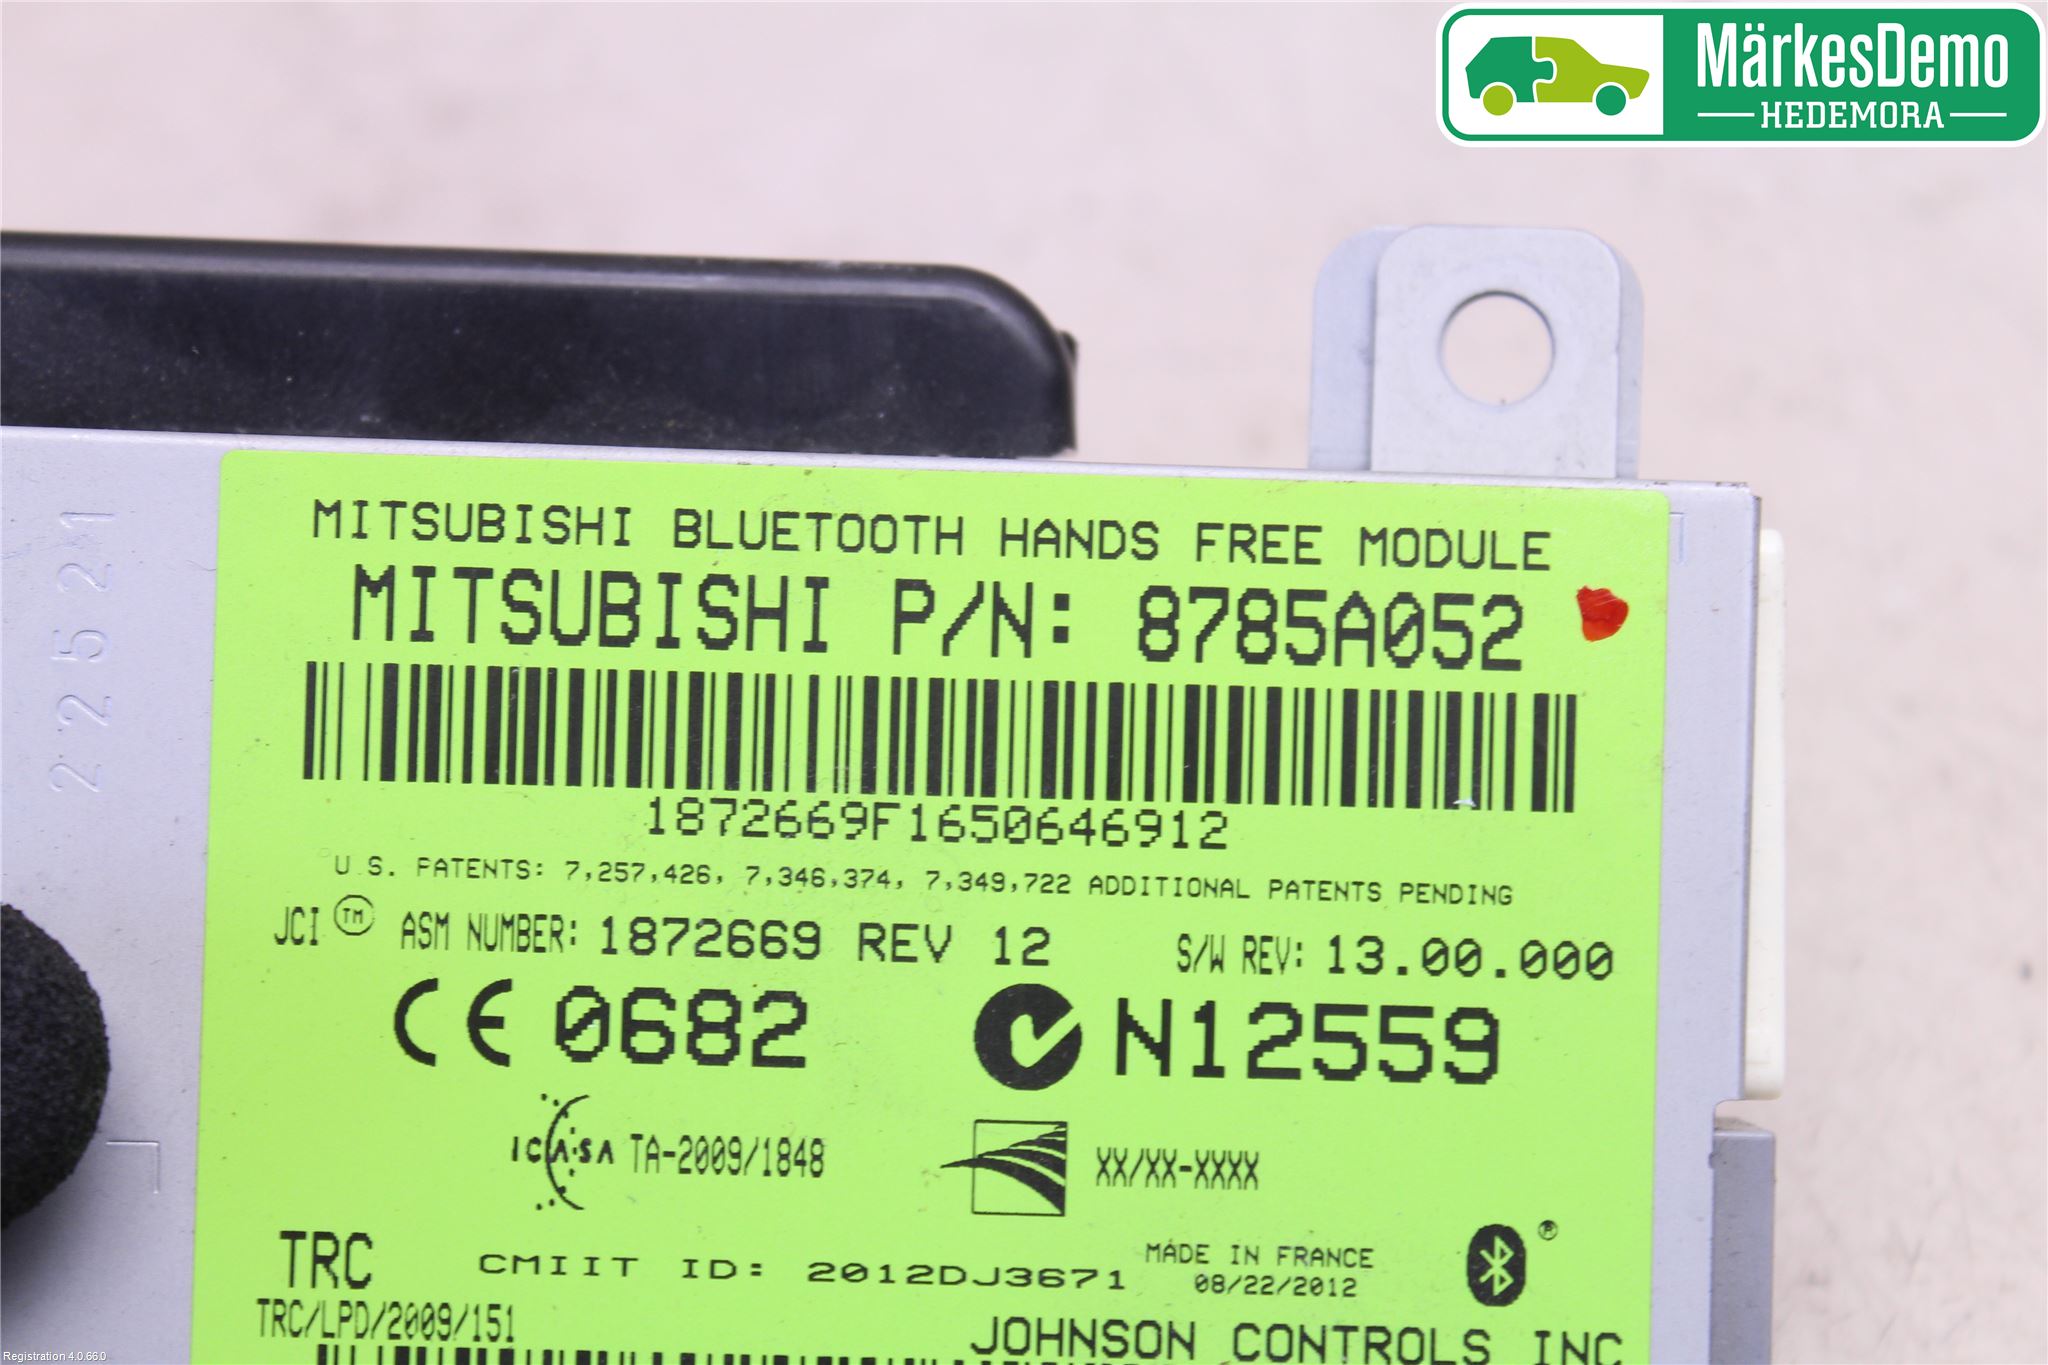 MärkesDemo
HEDEMORA
22521
MITSUBISHI BLUETOOTH HANDS FREE MODULE
MITSUBISHI P/N: 8785A052
1872669F1650646912
U.S. PATENTS: 7,257,426, 7,346,374, 7,349,722 ADDITIONAL PATENTS PENDING
JCI TM ASM NUMBER: 1872669 REV 12 S/W REV: 13.00.000
CE 0682 N12559
ICASA TA-2009/1848 XX/XX-XXXX
TRC CMIIT ID: 2012DJ3671 MADE IN FRANCE ®
08/22/2012
TRC/LPD/2009/151
JOHNSON CONTROLS INC
Registration 4.0.66.0